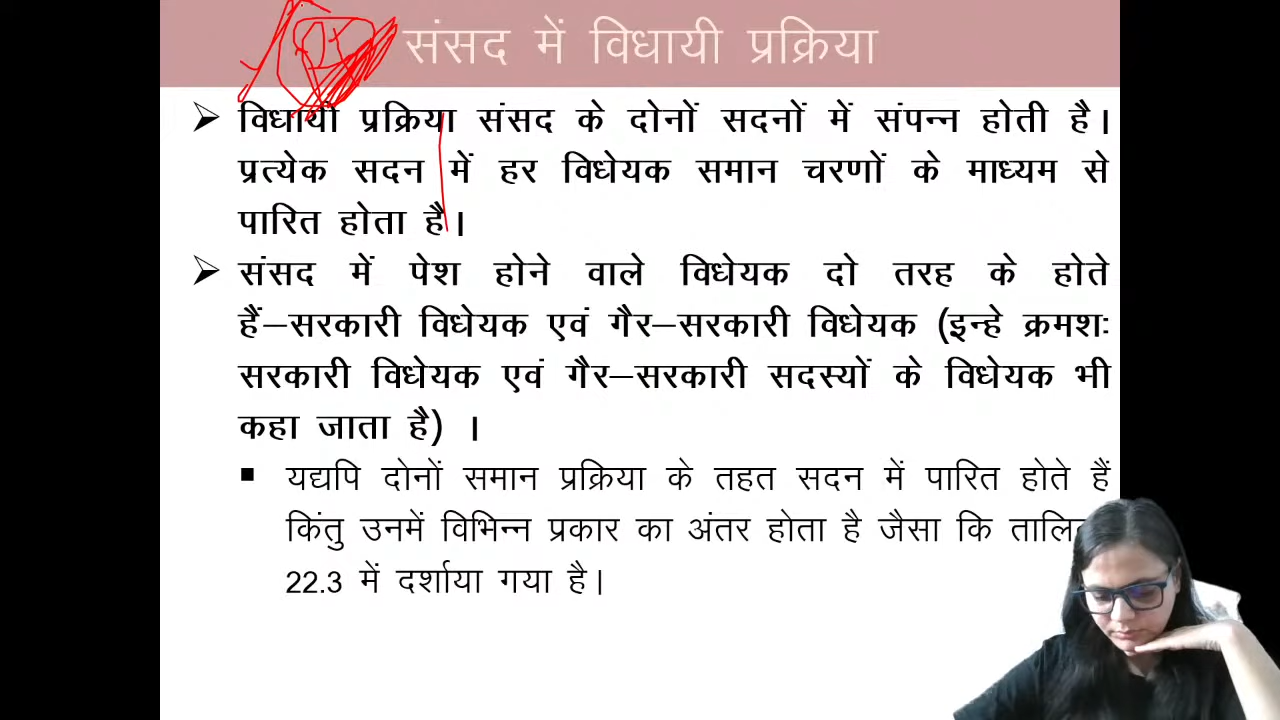 संसद में विधायी प्रक्रिया
➢ विधायी प्रक्रिया संसद के दोनों सदनों में संपन्न होती है।
प्रत्येक सदन में हर विधेयक समान चरणों के माध्यम से
पारित होता है।
➢ संसद में पेश होने वाले विधेयक दो तरह के होते
हैं–सरकारी विधेयक एवं गैर–सरकारी विधेयक (इन्हे क्रमशः
सरकारी विधेयक एवं गैर–सरकारी सदस्यों के विधेयक भी
कहा जाता है) ।
▪ यद्यपि दोनों समान प्रक्रिया के तहत सदन में पारित होते हैं
किंतु उनमें विभिन्न प्रकार का अंतर होता है जैसा कि
22.3 में दर्शाया गया है।